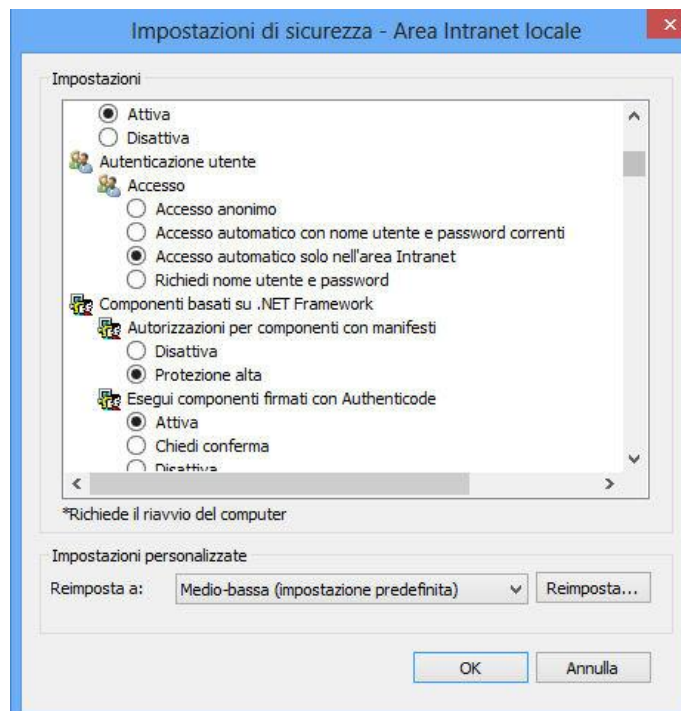 Impostazioni di sicurezza - Area Intranet locale
Impostazioni
Attiva
Disattiva
Autenticazione utente
Accesso
Accesso anonimo
Accesso automatico con nome utente e password correnti
Accesso automatico solo nell'area Intranet
Richiedi nome utente e password
Componenti basati su .NET Framework
Autorizzazioni per componenti con manifesti
Disattiva
Protezione alta
Esegui componenti firmati con Authenticode
Attiva
Chiedi conferma
Disattiva
*Richiede il riavvio del computer
Impostazioni personalizzate
Reimposta a: Medio-bassa (impostazione predefinita) Reimposta...
OK Annulla